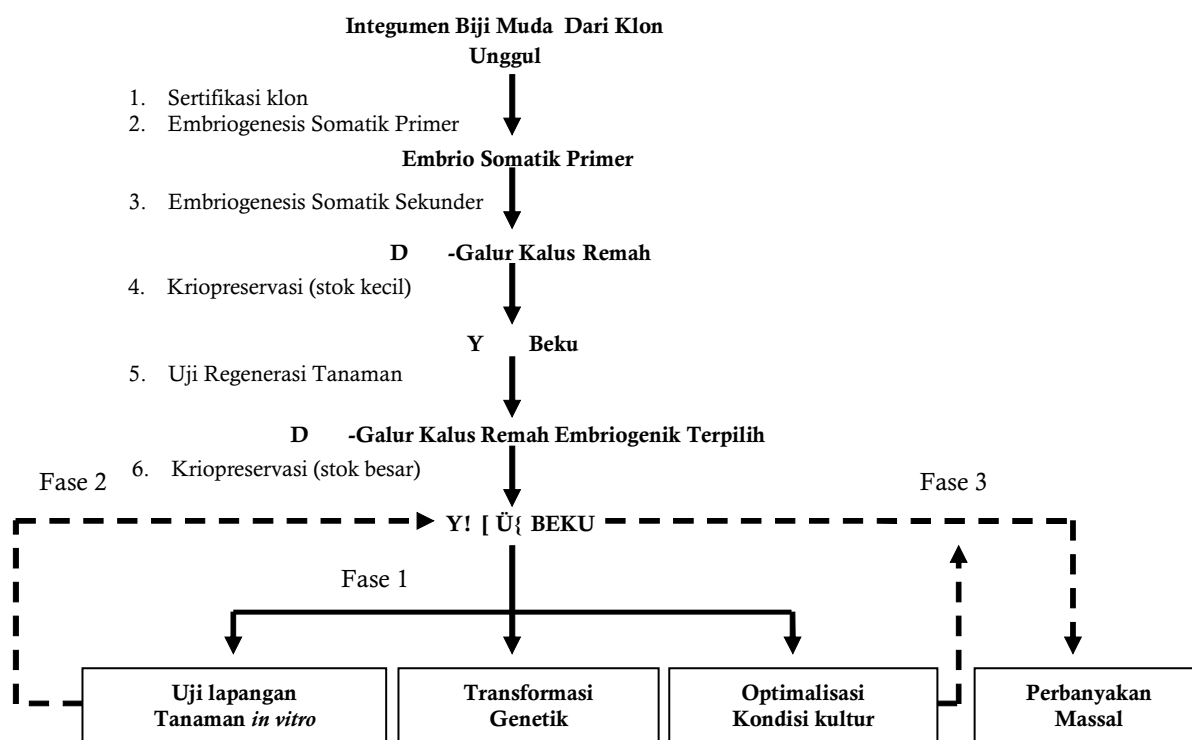 Integumen Biji Muda Dari Klon
Unggul
1. Sertifikasi klon
2. Embriogenesis Somatik Primer
Embrio Somatik Primer
3. Embriogenesis Somatik Sekunder
D -Galur Kalus Remah
4. Kriopreservasi (stok kecil)
Y Beku
5. Uji Regenerasi Tanaman
D -Galur Kalus Remah Embriogenik Terpilih
6. Kriopreservasi (stok besar)
Fase 2
Fase 3
Y! [ Ü{ BEKU
Fase 1
Uji lapangan
Tanaman in vitro
Transformasi
Genetik
Optimalisasi
Kondisi kultur
Perbanyakan
Massal